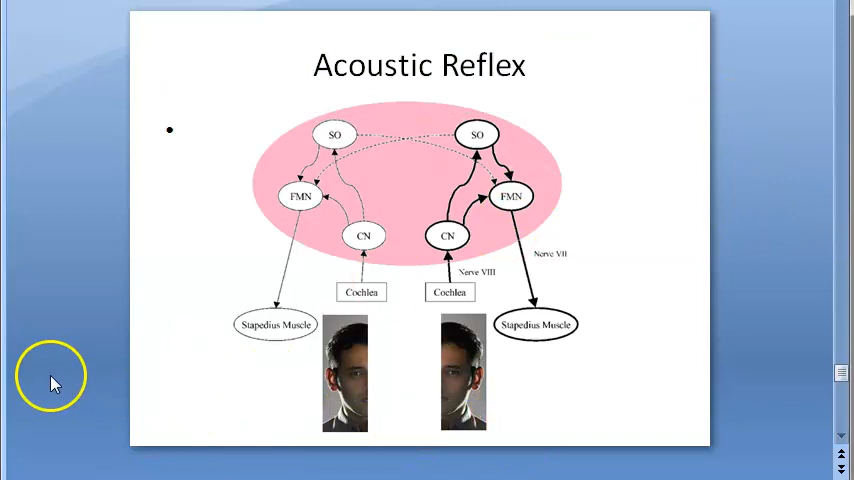 Acoustic Reflex
•
SO
SO
FMN
FMN
CN
CN
Nerve VII
Nerve VIII
Cochlea
Cochlea
Stapedius Muscle
Stapedius Muscle